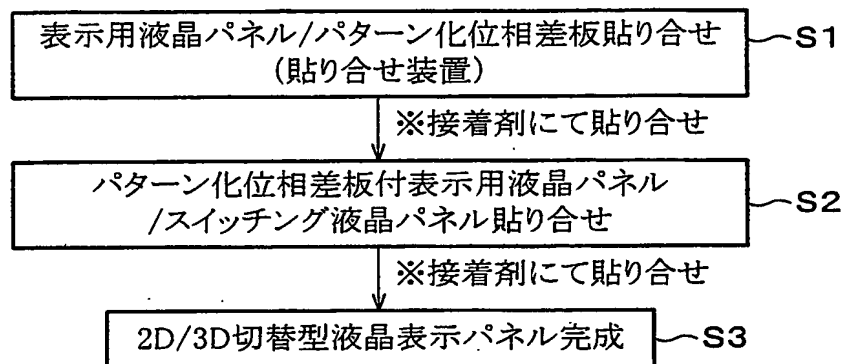 表示用液晶パネル/パターン化位相差板貼り合せ
(貼り合せ装置)
S1
※接着剤にて貼り合せ
パターン化位相差板付表示用液晶パネル
/スイッチング液晶パネル貼り合せ
S2
※接着剤にて貼り合せ
2D/3D切替型液晶表示パネル完成
S3